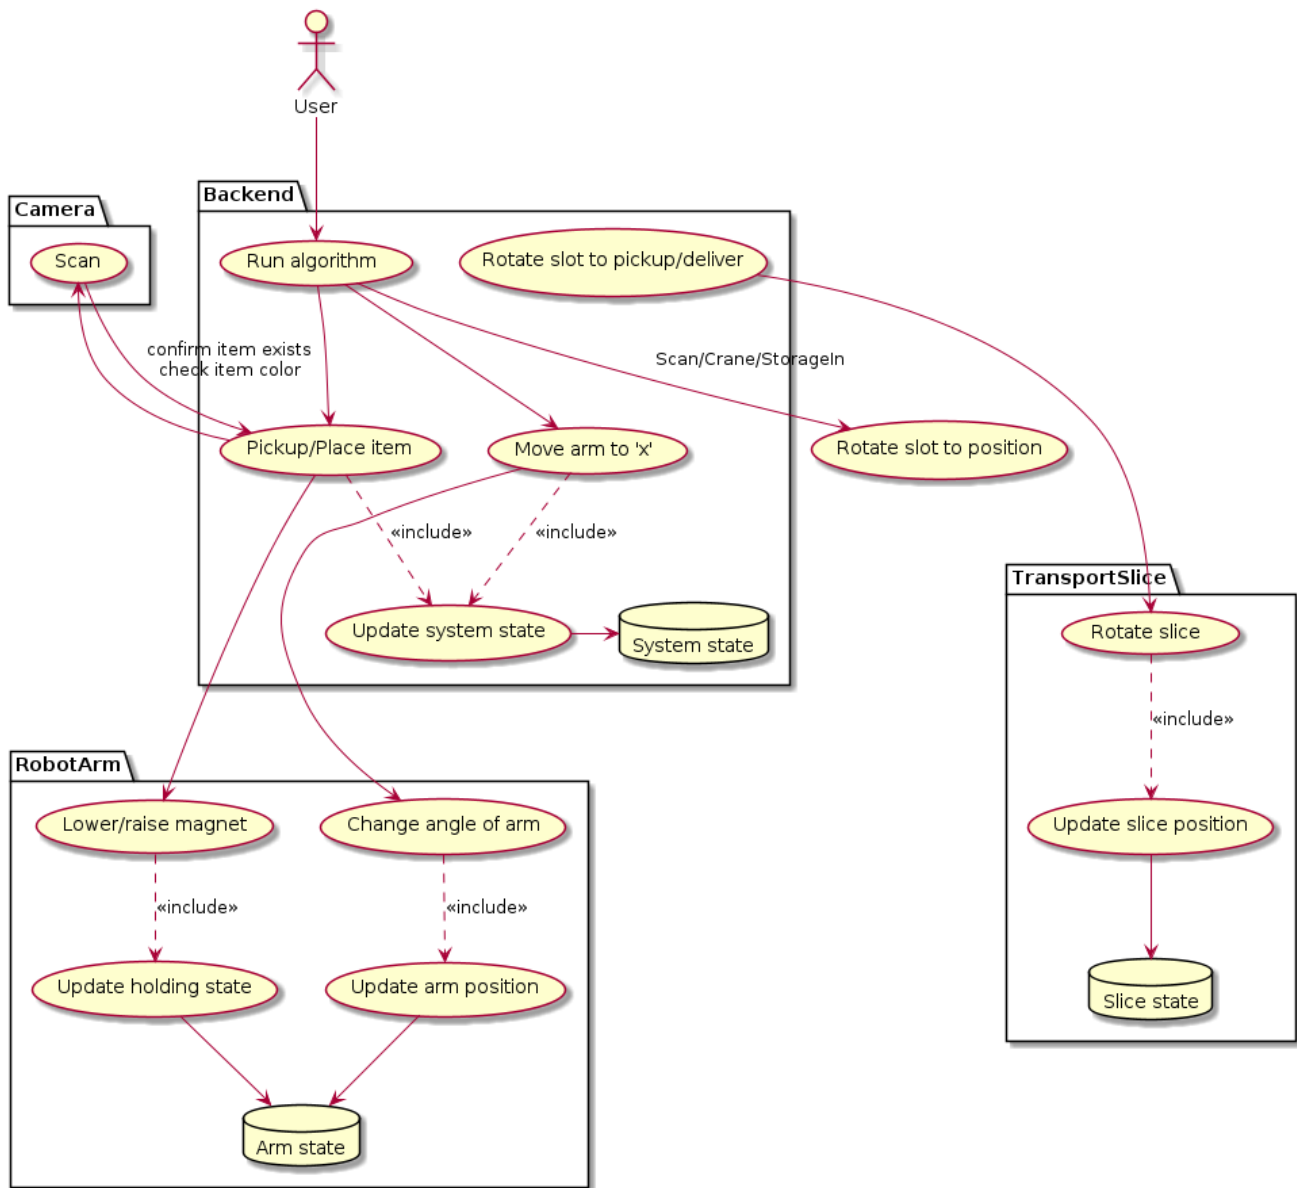 User
Backend
Camera
Scan
Run algorithm
Rotate slot to pickup/deliver
confirm item exists
check item color
Scan/Crane/StorageIn
Pickup/Place item
Move arm to 'x'
Rotate slot to position
«include»
«include»
TransportSlice
Update system state
System state
Rotate slice
«include»
RobotArm
Lower/raise magnet
Change angle of arm
Update slice position
«include»
«include»
Update holding state
Update arm position
Slice state
Arm state